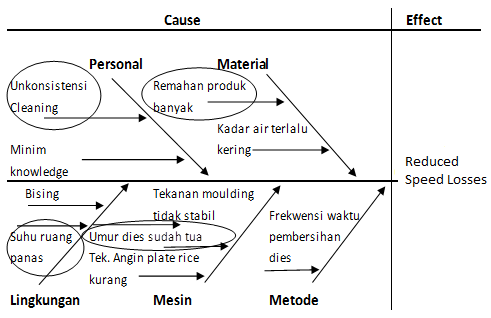 Cause
Effect
Personal
Material
Unkonsistensi
Cleaning
Remahan produk
banyak
Kadar air terlalu
kering
Minim
knowledge
Reduced
Speed Losses
Bising
Tekanan moulding
tidak stabil
Frekwensi waktu
pembersihan
dies
Suhu ruang
panas
Umur dies sudah tua
Tek. Angin plate rice
kurang
Lingkungan
Mesin
Metode